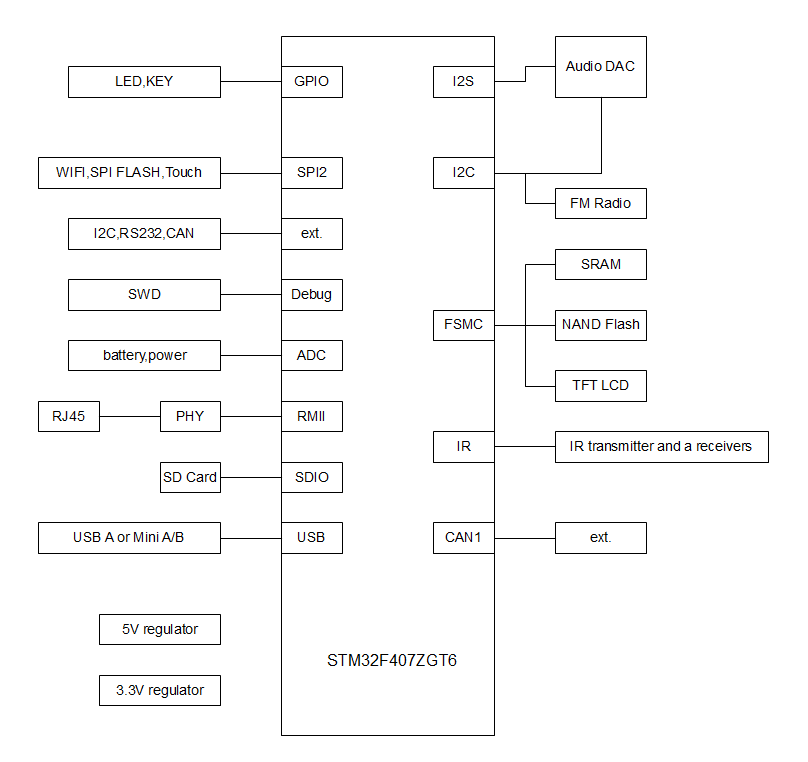 LED,KEY
GPIO
I2S
Audio DAC
WIFI,SPI FLASH,Touch
SPI2
I2C
FM Radio
I2C,RS232,CAN
ext.
SRAM
SWD
Debug
FSMC
NAND Flash
battery,power
ADC
TFT LCD
RJ45
PHY
RMII
IR
IR transmitter and a receivers
SD Card
SDIO
USB A or Mini A/B
USB
CAN1
ext.
5V regulator
STM32F407ZGT6
3.3V regulator